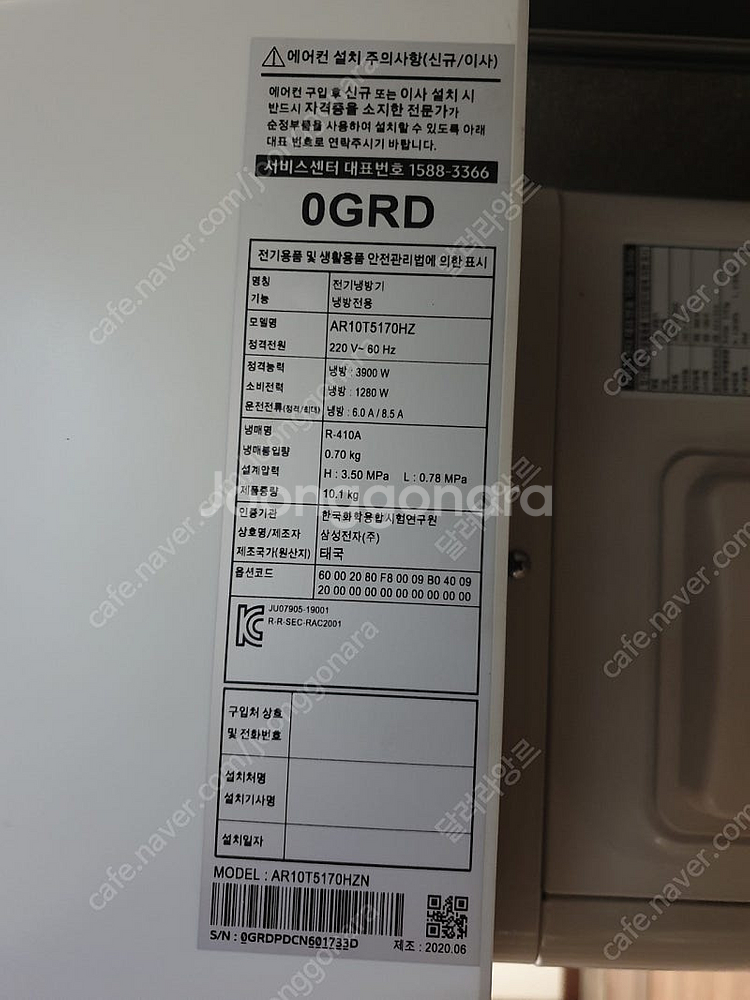 에어컨 설치 주의사항(신규/이사)
에어컨 구입 후 신규 또는 이사 설치 시
반드시 자격증을 소지한 전문가가
순정부품을 사용하여 설치할 수 있도록 아래
대표 번호로 연락주시기 바랍니다.
서비스센터 대표번호 1588-3366
0GRD
전기용품 및 생활용품 안전관리법에 의한 표시
명칭 전기냉방기
기능 냉방전용
모델명 AR10T5170HZ
정격전원 220 V~ 60 Hz
정격능력 냉방 : 3900 W
소비전력 냉방 : 1280 W
운전전류(정격/최대) 냉방 : 6.0 A / 8.5 A
냉매명 R-410A
냉매봉입량 0.70 kg
설계압력 H : 3.50 MPa L : 0.78 MPa
제품중량 10.1 kg
인증기관 한국화학융합시험연구원
상호명/제조자 삼성전자(주)
제조국가(원산지) 태국
옵션코드 60 00 20 80 F8 00 09 B0 40 09
20 00 00 00 00 00 00 00 00 00
JU07905-19001
R-R-SEC-RAC2001
구입처 상호
및 전화번호
설치처명
설치기사명
설치일자
MODEL : AR10T5170HZN
S/N : 0GRDPDCN601733D
제조 : 2020.06
Joonggonara
cafe.naver.com/joonggonara
달려라앙르